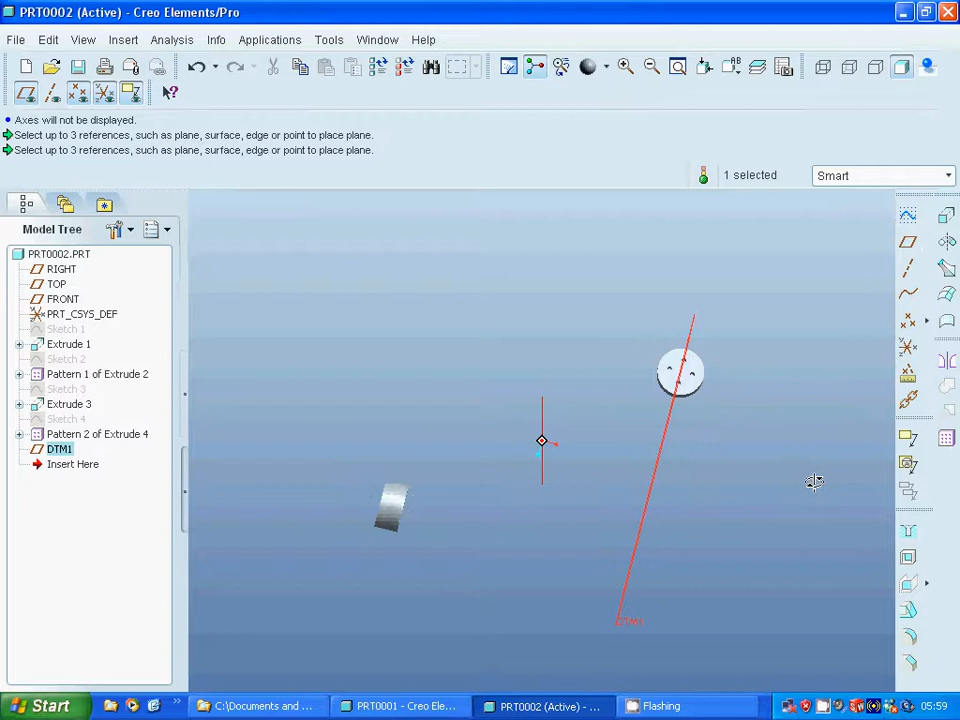 PRT0002 (Active) - Creo Elements/Pro
File Edit View Insert Analysis Info Applications Tools Window Help
Axes will not be displayed.
Select up to 3 references, such as plane, surface, edge or point to place plane.
Select up to 3 references, such as plane, surface, edge or point to place plane.
1 selected
Smart
Model Tree
PRT0002.PRT
RIGHT
TOP
FRONT
PRT_CSYS_DEF
Sketch 1
Extrude 1
Sketch 2
Pattern 1 of Extrude 2
Sketch 3
Extrude 3
Sketch 4
Pattern 2 of Extrude 4
DTM1
Insert Here
DTM1
Start
C:\Documents and ...
PRT0001 - Creo Ele...
PRT0002 (Active) - ...
Flashing
05:59